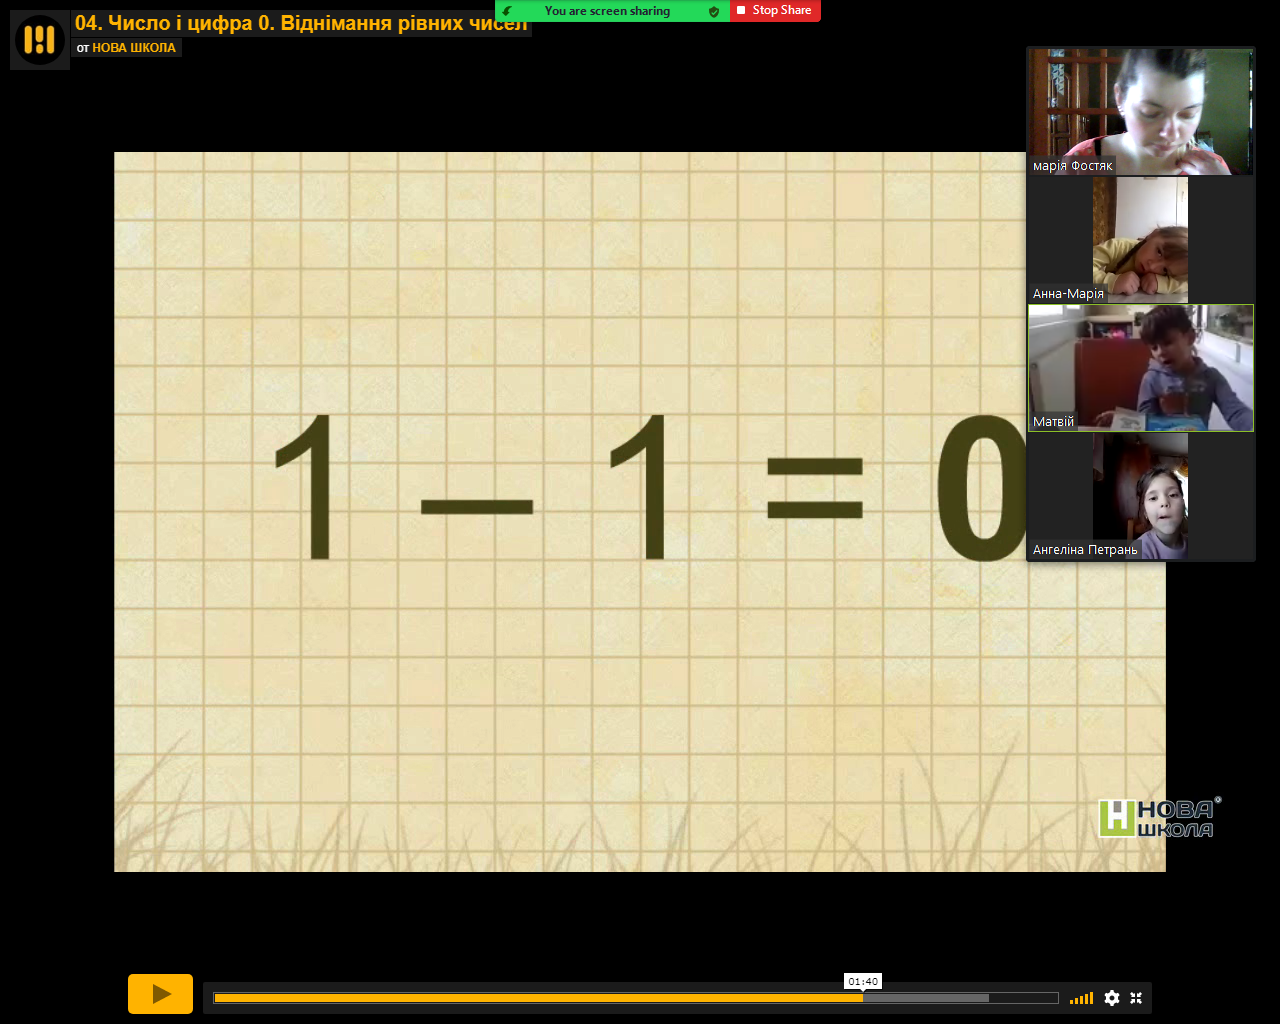 You are screen sharing
Stop Share
04. Число і цифра 0. Віднімання рівних чисел
от НОВА ШКОЛА
марія Фостяк
Анна-Марія
Матвій
Ангеліна Петрань
1 – 1 = 0
НОВА
ШКОЛА
01:40